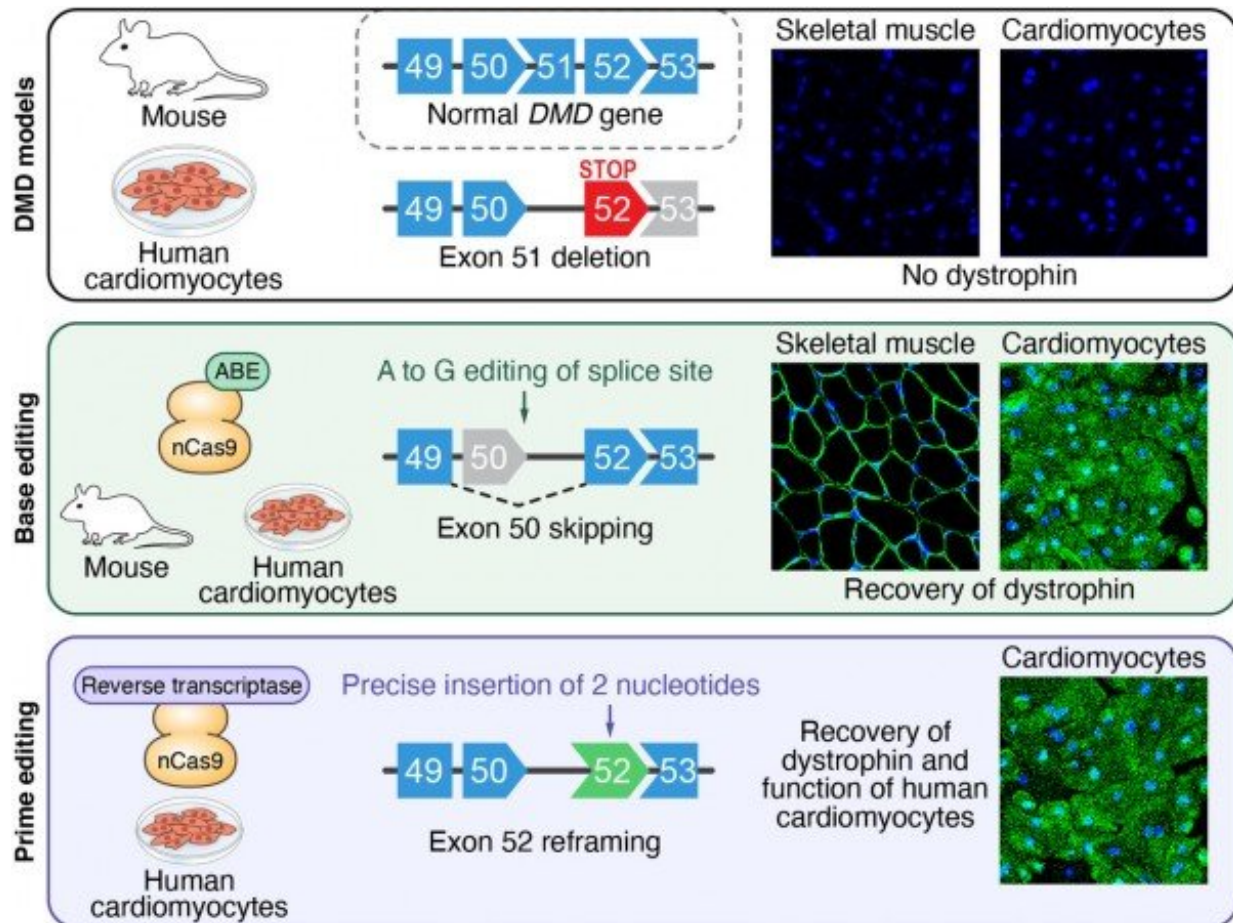 DMD models
Mouse
Human
cardiomyocytes
49 50 51 52 53
Normal DMD gene
STOP
49 50 52 53
Exon 51 deletion
Skeletal muscle
Cardiomyocytes
No dystrophin
Base editing
ABE
nCas9
Mouse
Human
cardiomyocytes
A to G editing of splice site
49 50 52 53
Exon 50 skipping
Skeletal muscle
Cardiomyocytes
Recovery of dystrophin
Prime editing
Reverse transcriptase
nCas9
Human
cardiomyocytes
Precise insertion of 2 nucleotides
49 50 52 53
Exon 52 reframing
Recovery of
dystrophin and
function of human
cardiomyocytes
Cardiomyocytes